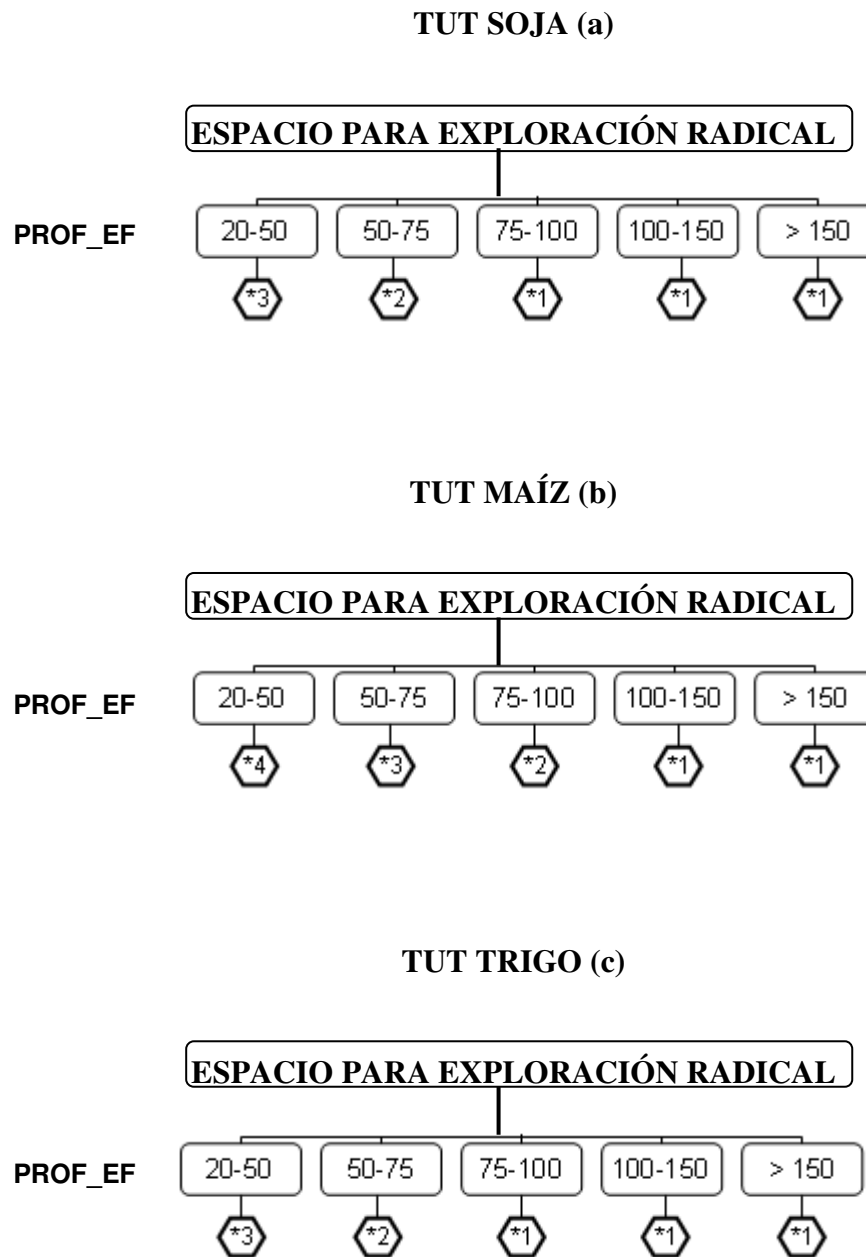 TUT SOJA (a)
ESPACIO PARA EXPLORACIÓN RADICAL
PROF_EF 20-50 50-75 75-100 100-150 > 150
*3 *2 *1 *1 *1
TUT MAÍZ (b)
ESPACIO PARA EXPLORACIÓN RADICAL
PROF_EF 20-50 50-75 75-100 100-150 > 150
*4 *3 *2 *1 *1
TUT TRIGO (c)
ESPACIO PARA EXPLORACIÓN RADICAL
PROF_EF 20-50 50-75 75-100 100-150 > 150
*3 *2 *1 *1 *1